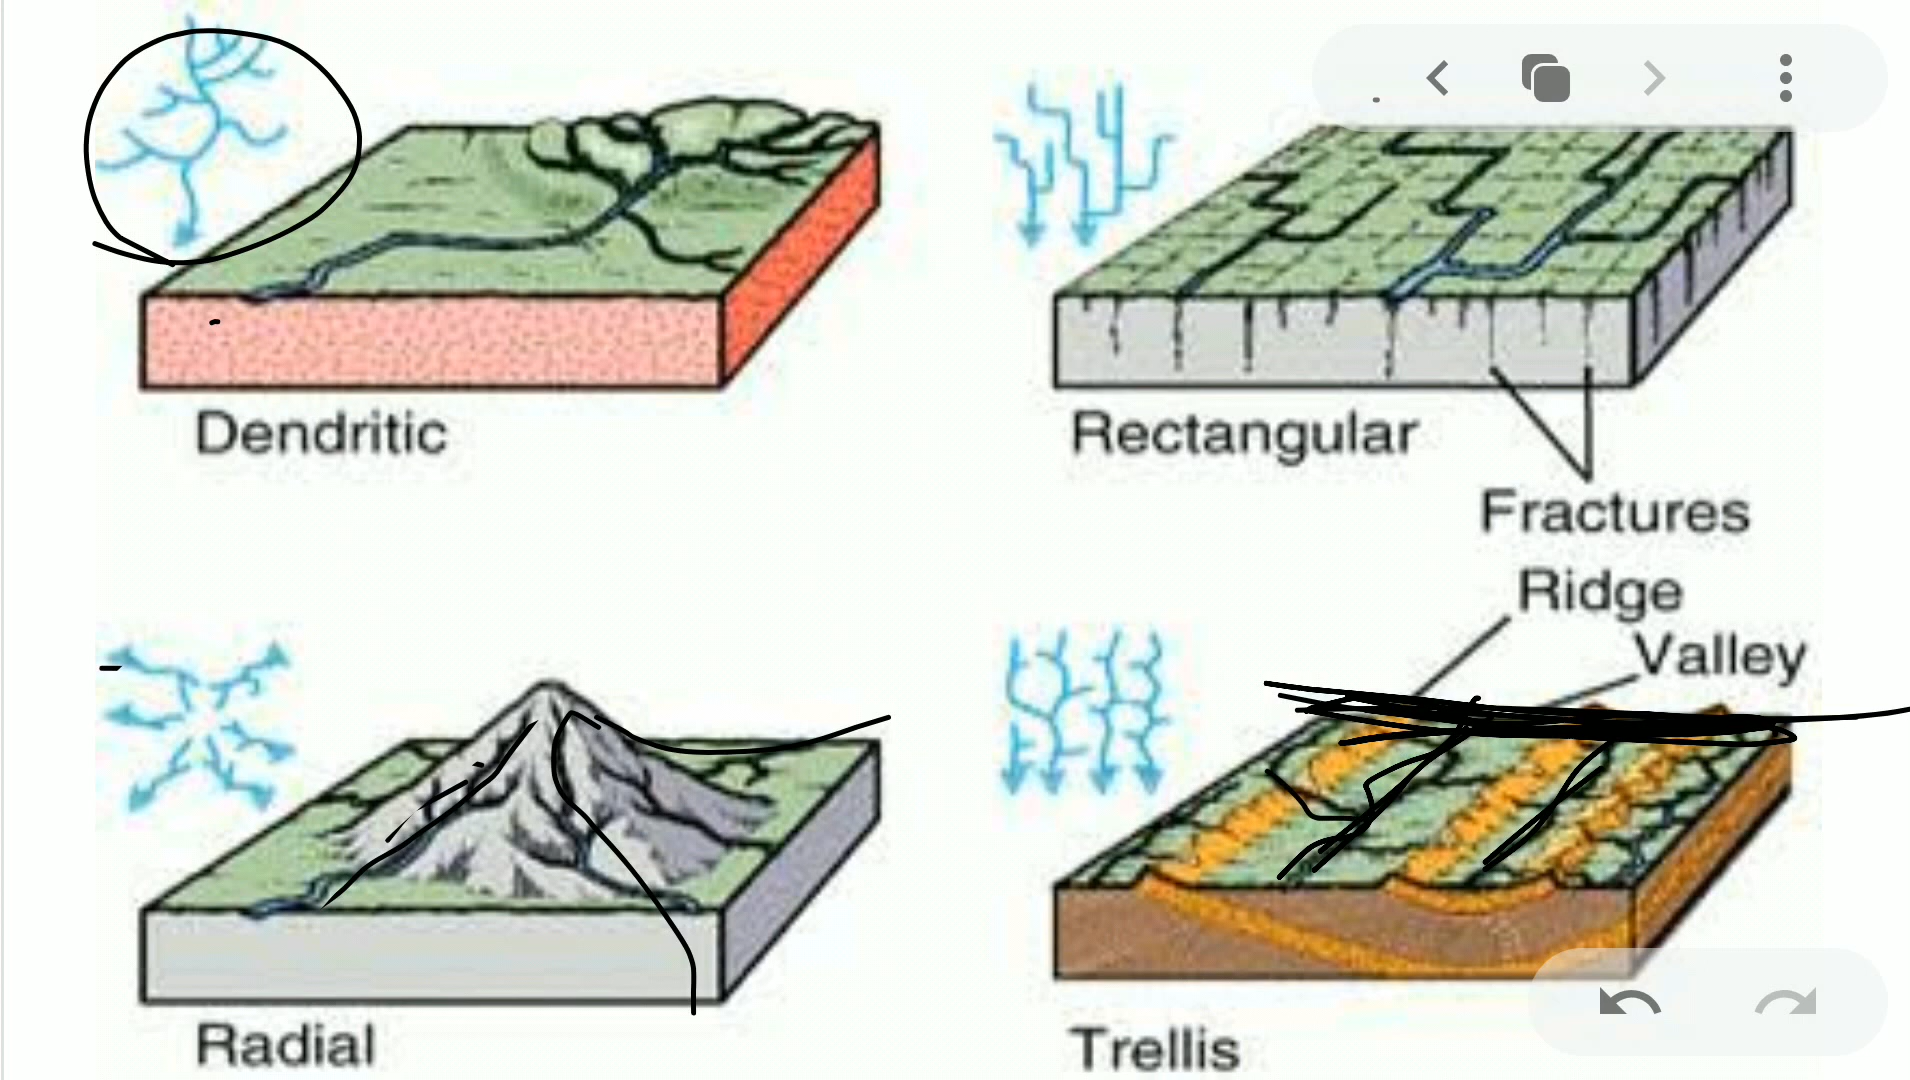 Dendritic
Rectangular
Fractures
Ridge
Valley
Radial
Trellis